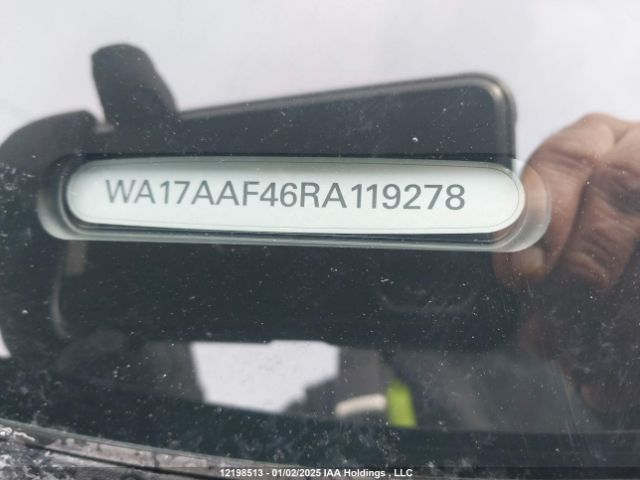 WA17AAF46RA119278
12198513 - 01/02/2025 IAA Holdings , LLC